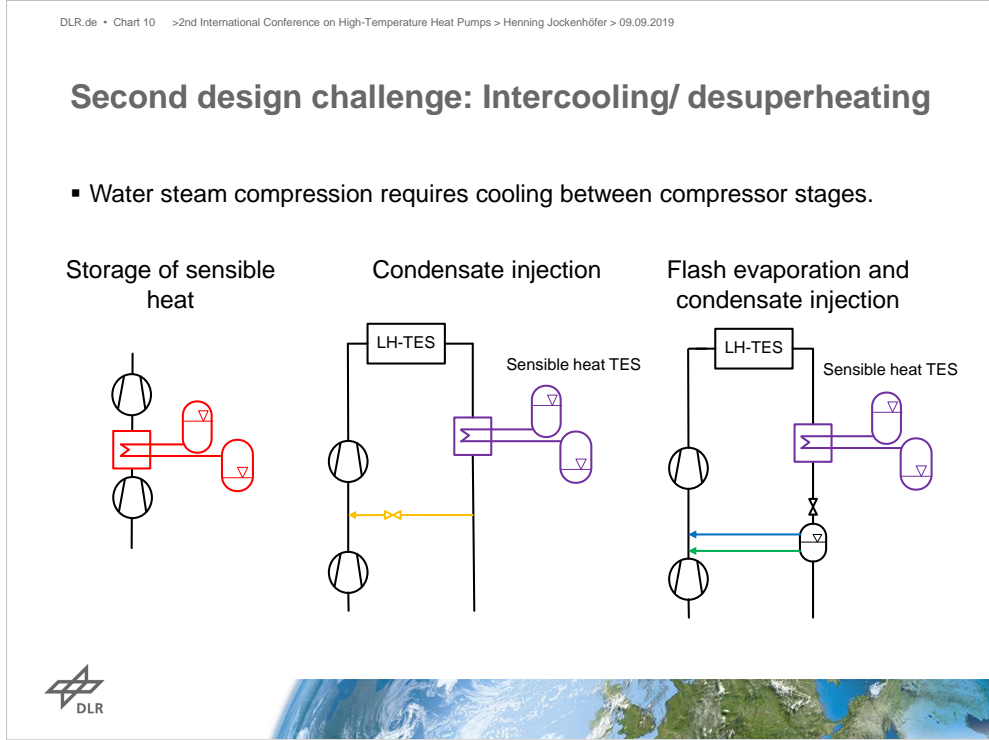 DLR.de • Chart 10 >2nd International Conference on High-Temperature Heat Pumps > Henning Jockenhöfer > 09.09.2019
Second design challenge: Intercooling/ desuperheating
▪ Water steam compression requires cooling between compressor stages.
Storage of sensible
heat
Condensate injection
Flash evaporation and
condensate injection
LH-TES
Sensible heat TES
LH-TES
Sensible heat TES
DLR